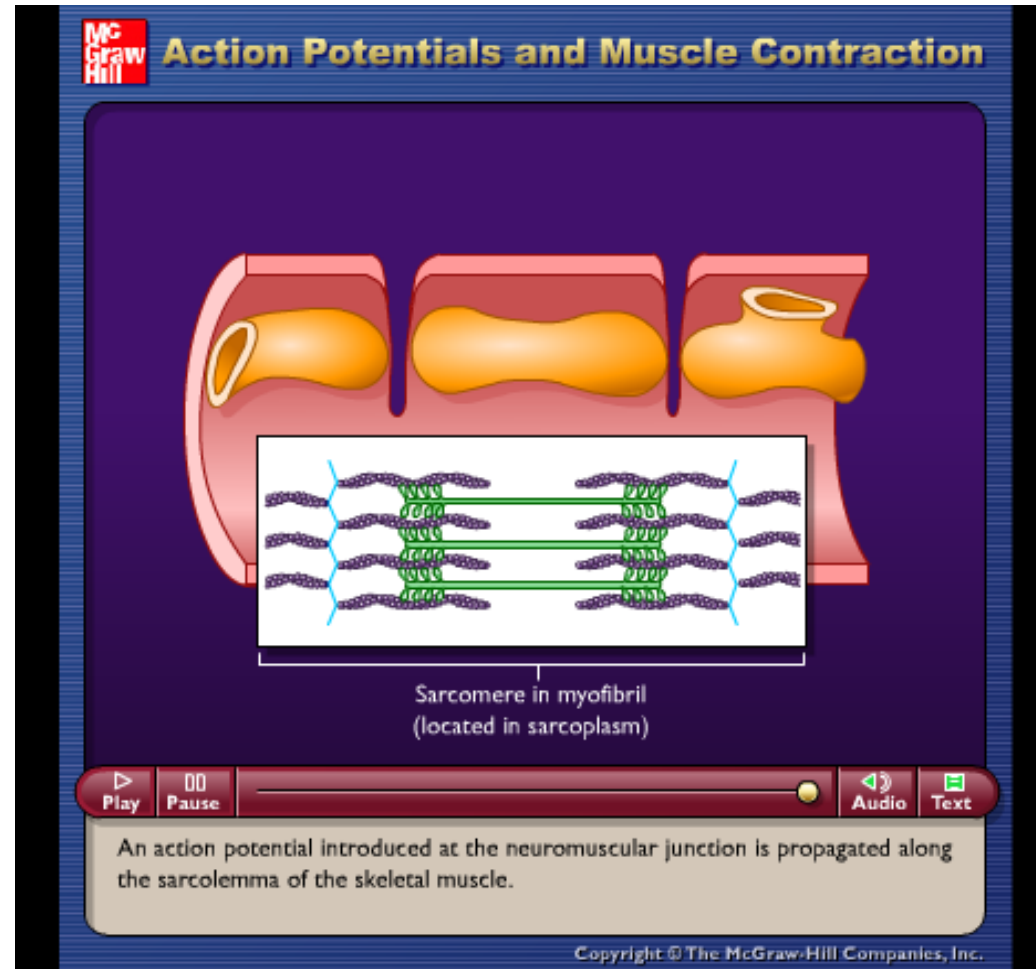 Mc
Graw
Hill
Action Potentials and Muscle Contraction
Sarcomere in myofibril
(located in sarcoplasm)
Play
Pause
Audio
Text
An action potential introduced at the neuromuscular junction is propagated along
the sarcolemma of the skeletal muscle.
Copyright © The McGraw-Hill Companies, Inc.